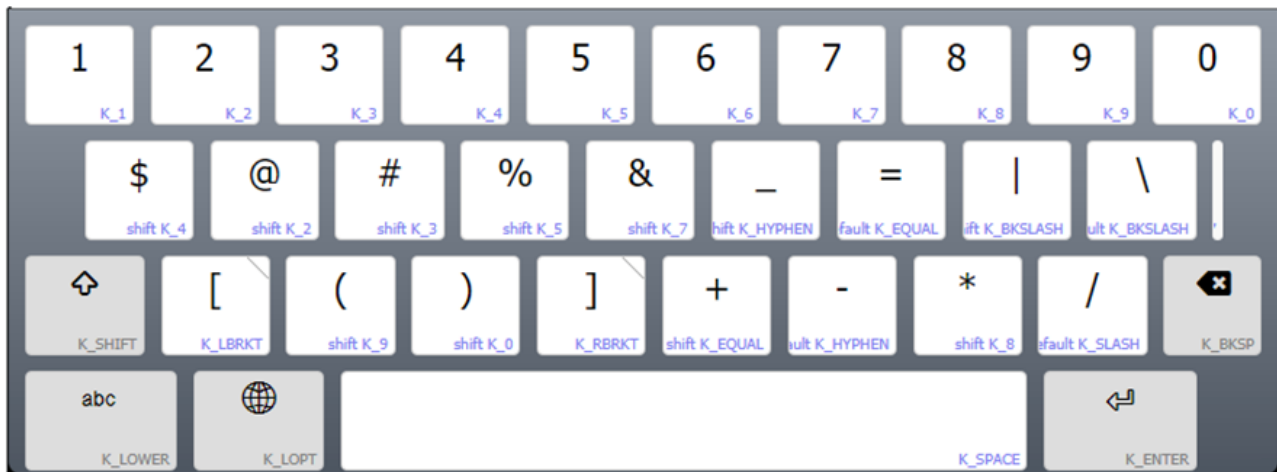 1 2 3 4 5 6 7 8 9 0
K_1 K_2 K_3 K_4 K_5 K_6 K_7 K_8 K_9 K_0
$ @ # % & _ = | \
shift K_4 shift K_2 shift K_3 shift K_5 shift K_7 hift K_HYPHEN fault K_EQUAL ift K_BKSLASH ult K_BKSLASH
[ ( ) ] + - * /
K_SHIFT K_LBRKT shift K_9 shift K_0 K_RBRKT shift K_EQUAL ault K_HYPHEN shift K_8 efault K_SLASH K_BKSP
abc
K_LOWER K_LOPT K_SPACE K_ENTER